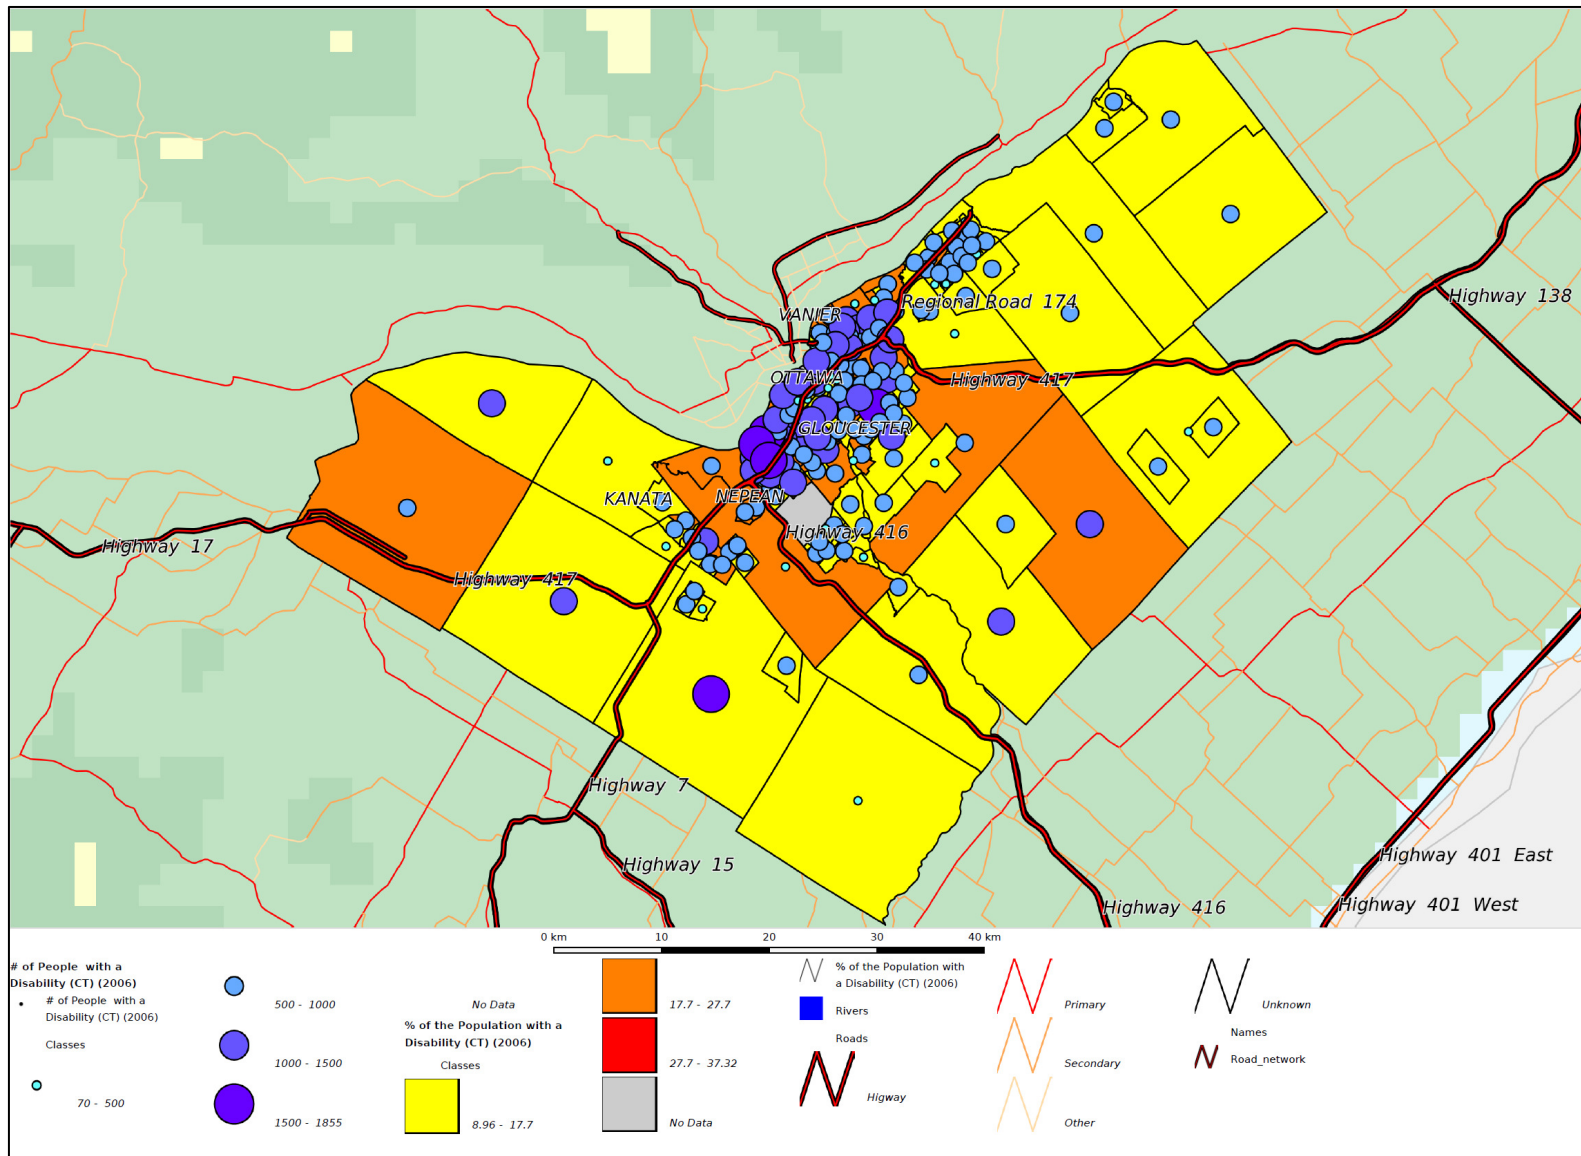 Regional Road 174
Highway 138
VANIER
OTTAWA
Highway 417
GLOUCESTER
KANATA
NEPEAN
Highway 416
Highway 17
Highway 417
Highway 7
Highway 15
Highway 401 East
Highway 401 West
Highway 416
0 km 10 20 30 40 km
# of People with a
Disability (CT) (2006)
# of People with a
Disability (CT) (2006)
Classes
70 - 500
500 - 1000
1000 - 1500
1500 - 1855
No Data
% of the Population with a
Disability (CT) (2006)
Classes
8.96 - 17.7
17.7 - 27.7
27.7 - 37.32
No Data
% of the Population with
a Disability (CT) (2006)
Rivers
Roads
Higway
Primary
Secondary
Other
Unknown
Names
Road_network